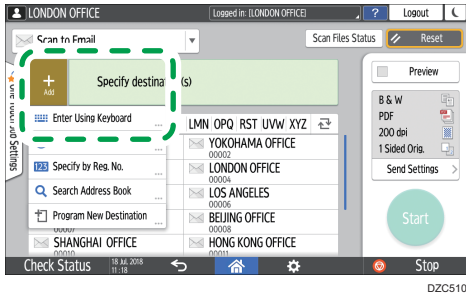 LONDON OFFICE
Logged in: [LONDON OFFICE]
?
Logout
Scan to Email
Scan Files Status
Reset
Add
Specify destina
(s)
Preview
Enter Using Keyboard
...
LMN OPQ RST UVW XYZ
B & W
PDF
200 dpi
1 Sided Orig.
YOKOHAMA OFFICE
00002
123 Specify by Reg. No.
...
LONDON OFFICE
00004
Send Settings
Search Address Book
...
LOS ANGELES
00006
Program New Destination
...
00007
BEIJING OFFICE
00008
Start
SHANGHAI OFFICE
HONG KONG OFFICE
00011
Check Status
18 Jul. 2018
11:18
Stop
DZC510